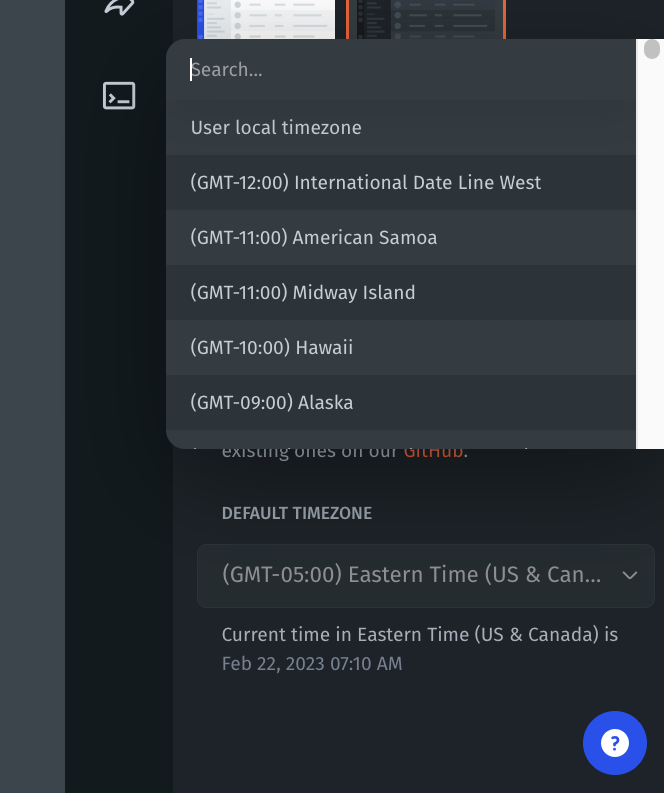 Search...
User local timezone
(GMT-12:00) International Date Line West
(GMT-11:00) American Samoa
(GMT-11:00) Midway Island
(GMT-10:00) Hawaii
(GMT-09:00) Alaska
existing ones on our GitHub.
DEFAULT TIMEZONE
(GMT-05:00) Eastern Time (US & Can...
Current time in Eastern Time (US & Canada) is
Feb 22, 2023 07:10 AM
?